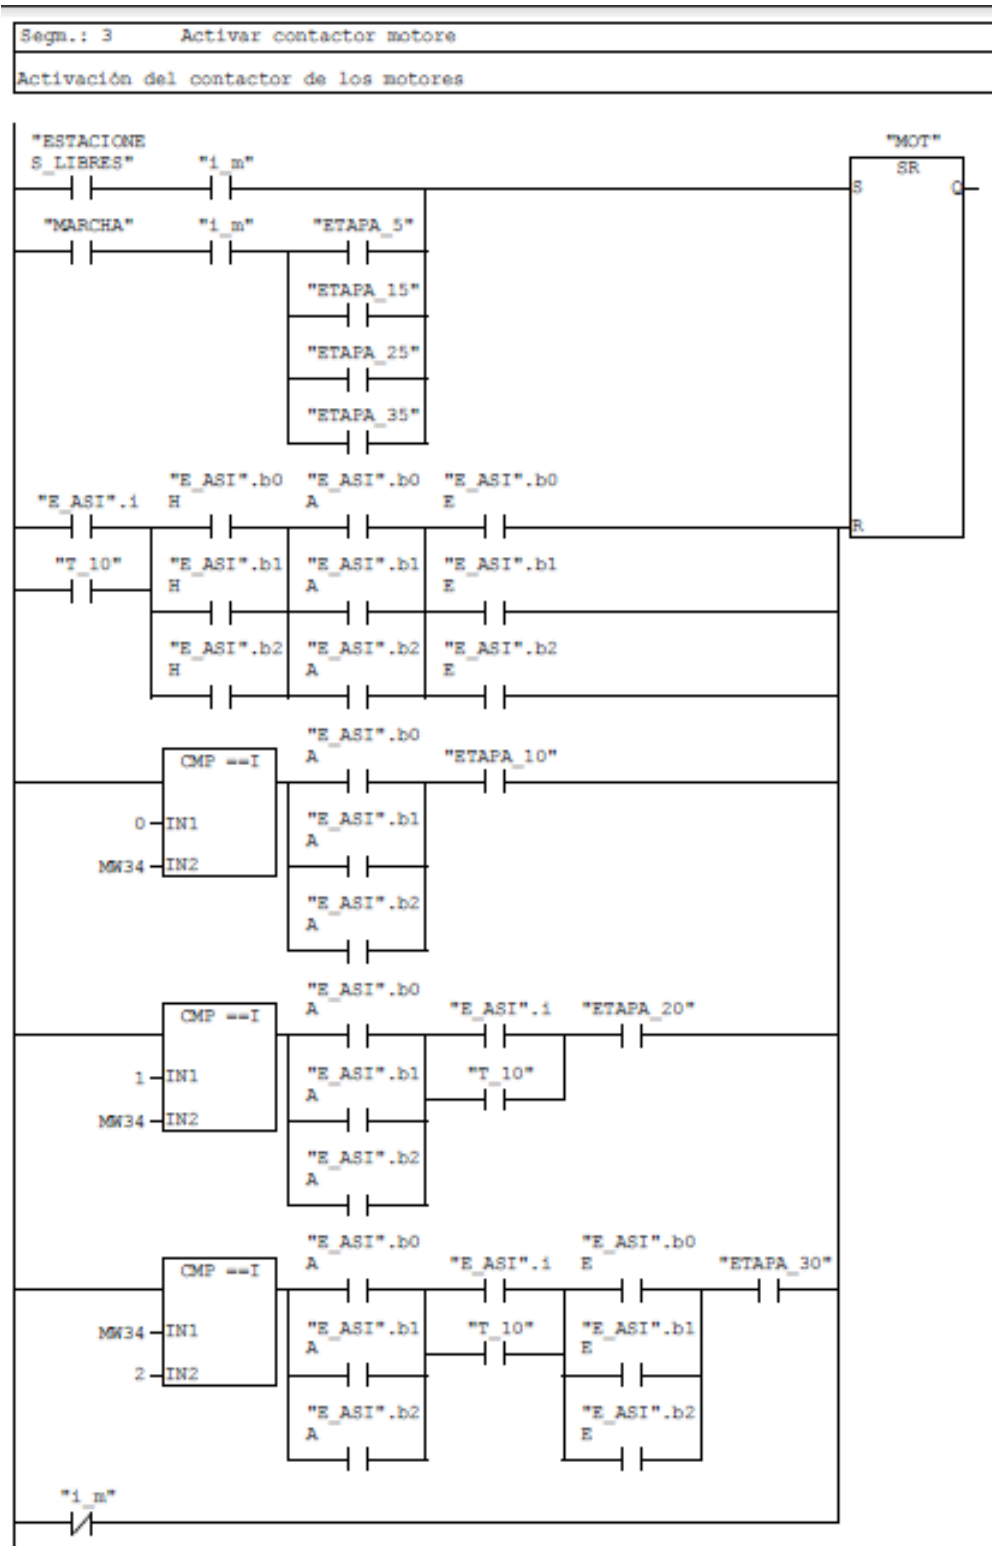 Segm.: 3 Activar contactor motore
Activación del contactor de los motores
"ESTACIONE
S_LIBRES" "i_m" "MOT"
SR
S Q
"MARCHA" "i_m" "ETAPA_5"
"ETAPA_15"
"ETAPA_25"
"ETAPA_35"
"E_ASI".b0 "E_ASI".b0 "E_ASI".b0
"E_ASI".i H A E
R
"T_10" "E_ASI".b1 "E_ASI".b1 "E_ASI".b1
H A E
"E_ASI".b2 "E_ASI".b2 "E_ASI".b2
H A E
"E_ASI".b0
CMP ==I A "ETAPA_10"
0 IN1 "E_ASI".b1
A
MW34 IN2
"E_ASI".b2
A
"E_ASI".b0
CMP ==I A "E_ASI".i "ETAPA_20"
1 IN1 "E_ASI".b1 "T_10"
A
MW34 IN2
"E_ASI".b2
A
"E_ASI".b0 "E_ASI".b0
CMP ==I A "E_ASI".i E "ETAPA_30"
MW34 IN1 "E_ASI".b1 "T_10" "E_ASI".b1
A E
2 IN2
"E_ASI".b2 "E_ASI".b2
A E
"i_m"